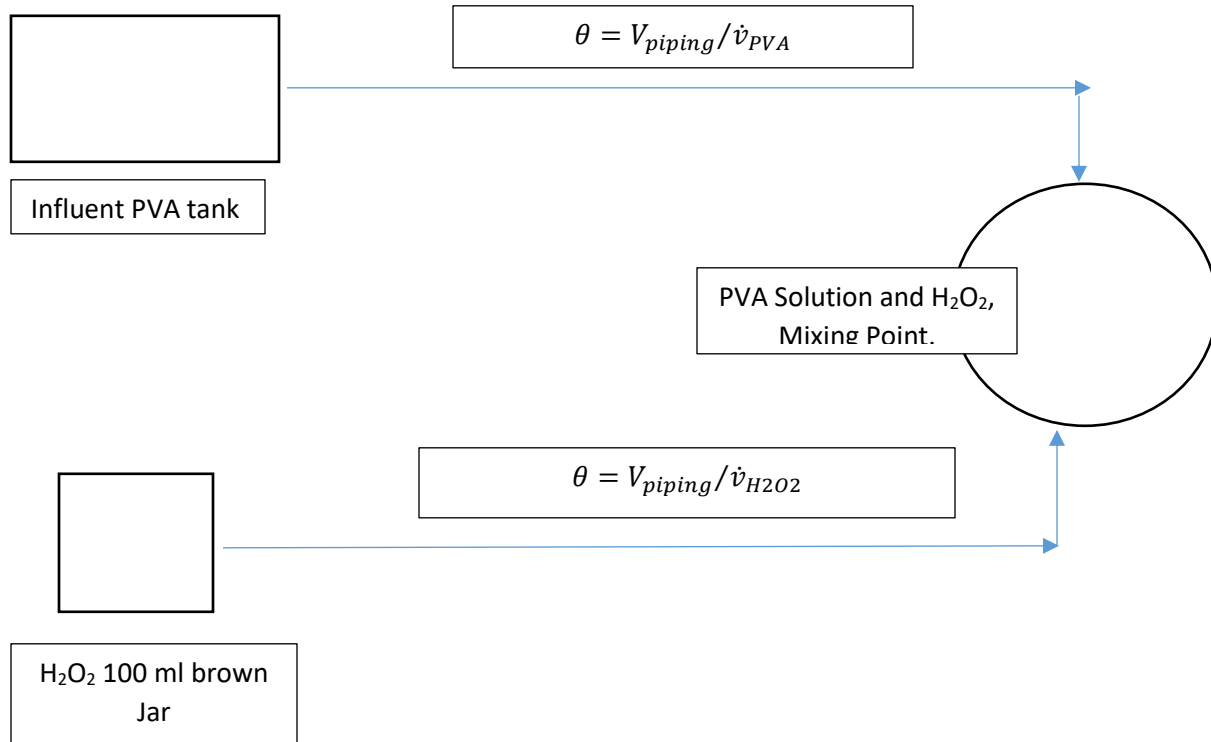 θ = V_piping/v̇_PVA
Influent PVA tank
PVA Solution and H₂O₂,
Mixing Point.
θ = V_piping/v̇_H2O2
H₂O₂ 100 ml brown
Jar